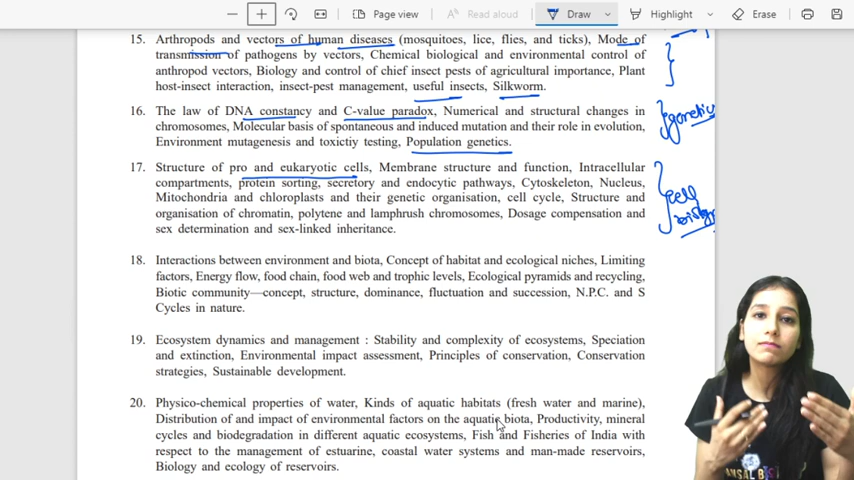 Page view
Read aloud
Draw
Highlight
Erase
15. Arthropods and vectors of human diseases (mosquitoes, lice, flies, and ticks), Mode of
transmission of pathogens by vectors, Chemical biological and environmental control of
anthropod vectors, Biology and control of chief insect pests of agricultural importance, Plant
host-insect interaction, insect-pest management, useful insects, Silkworm.
16. The law of DNA constancy and C-value paradox, Numerical and structural changes in
chromosomes, Molecular basis of spontaneous and induced mutation and their role in evolution,
Environment mutagenesis and toxictiy testing, Population genetics.
genetics
17. Structure of pro and eukaryotic cells, Membrane structure and function, Intracellular
compartments, protein sorting, secretory and endocytic pathways, Cytoskeleton, Nucleus,
Mitochondria and chloroplasts and their genetic organisation, cell cycle, Structure and
organisation of chromatin, polytene and lamphrush chromosomes, Dosage compensation and
sex determination and sex-linked inheritance.
cell
biology
18. Interactions between environment and biota, Concept of habitat and ecological niches, Limiting
factors, Energy flow, food chain, food web and trophic levels, Ecological pyramids and recycling,
Biotic community—concept, structure, dominance, fluctuation and succession, N.P.C. and S
Cycles in nature.
19. Ecosystem dynamics and management : Stability and complexity of ecosystems, Speciation
and extinction, Environmental impact assessment, Principles of conservation, Conservation
strategies, Sustainable development.
20. Physico-chemical properties of water, Kinds of aquatic habitats (fresh water and marine),
Distribution of and impact of environmental factors on the aquatic biota, Productivity, mineral
cycles and biodegradation in different aquatic ecosystems, Fish and Fisheries of India with
respect to the management of estuarine, coastal water systems and man-made reservoirs,
Biology and ecology of reservoirs.